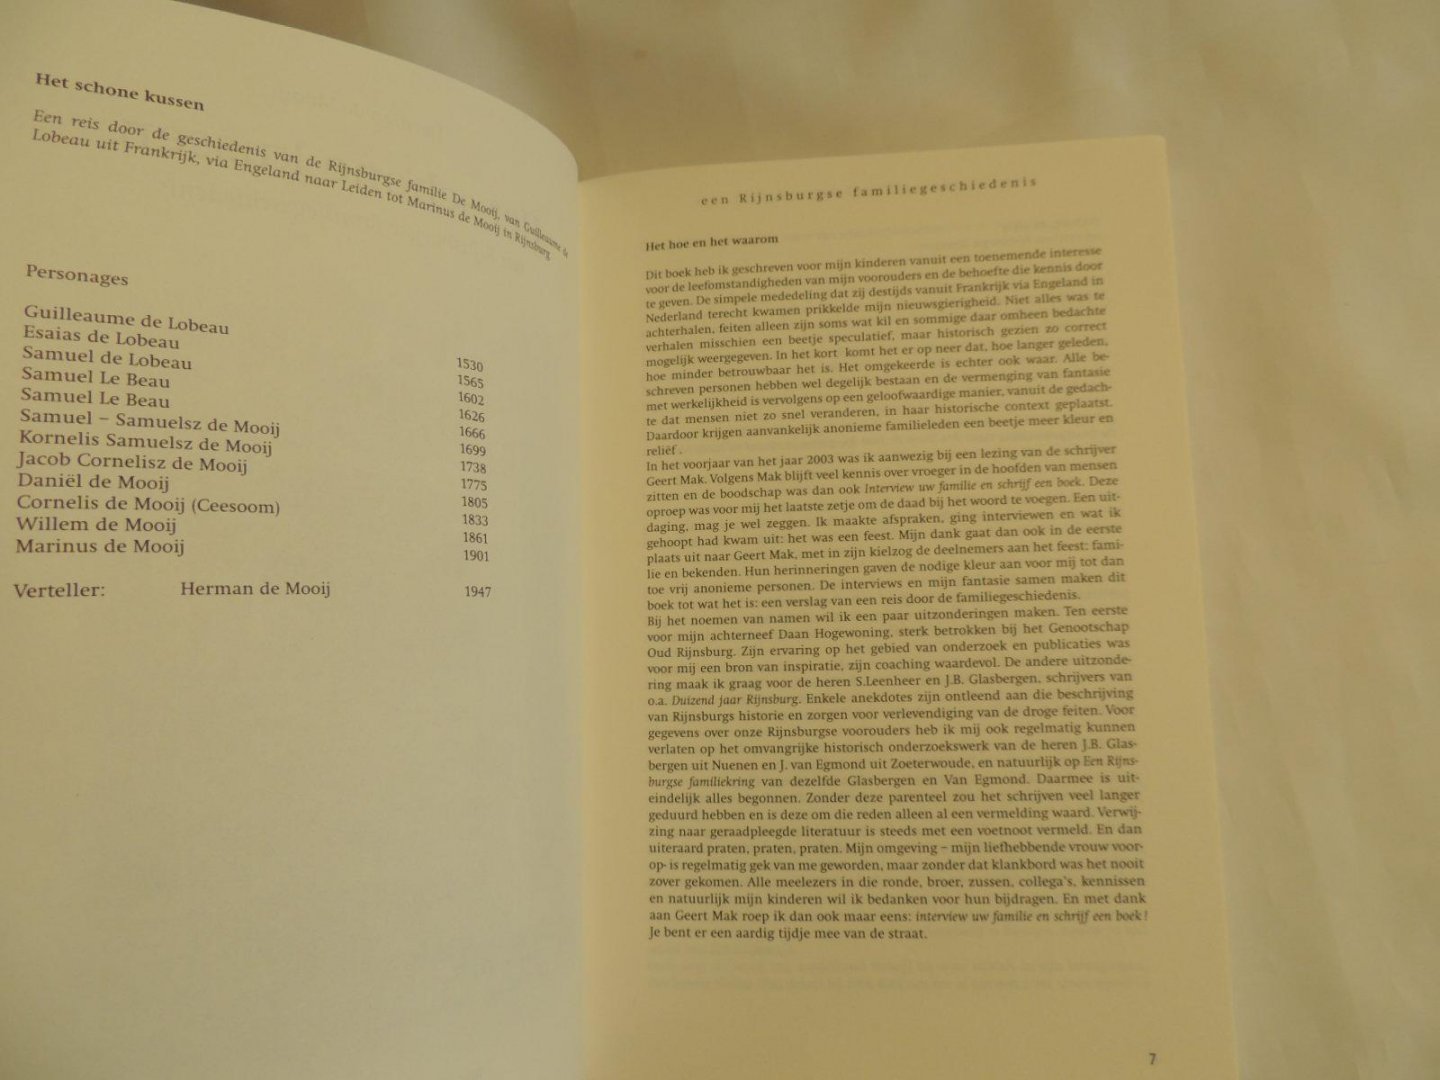 Het schone kussen
Een reis door de geschiedenis van de Rijnsburgse familie De Mooij, van Guilleaume de
Lobeau uit Frankrijk, via Engeland naar Leiden tot Marinus de Mooij in Rijnsburg
Personages
Guilleaume de Lobeau
Esaias de Lobeau
Samuel de Lobeau 1530
Samuel Le Beau 1565
Samuel Le Beau 1602
Samuel – Samuelsz de Mooij 1626
Kornelis Samuelsz de Mooij 1666
Jacob Cornelisz de Mooij 1699
Daniël de Mooij 1738
Cornelis de Mooij (Ceesoom) 1775
Willem de Mooij 1805
Marinus de Mooij 1833
1861
1901
Verteller: Herman de Mooij 1947
een Rijnsburgse familiegeschiedenis
Het hoe en het waarom
Dit boek heb ik geschreven voor mijn kinderen vanuit een toenemende interesse
voor de leefomstandigheden van mijn voorouders en de behoefte die kennis door
te geven. De simpele mededeling dat zij destijds vanuit Frankrijk via Engeland in
Nederland terecht kwamen prikkelde mijn nieuwsgierigheid. Niet alles was te
achterhalen, feiten alleen zijn soms wat kil en sommige daar omheen bedachte
verhalen misschien een beetje speculatief, maar historisch gezien zo correct
mogelijk weergegeven. In het kort komt het er op neer dat, hoe langer geleden,
hoe minder betrouwbaar het is. Het omgekeerde is echter ook waar. Alle be-
schreven personen hebben wel degelijk bestaan en de vermenging van fantasie
met werkelijkheid is vervolgens op een geloofwaardige manier, vanuit de gedach-
te dat mensen niet zo snel veranderen, in haar historische context geplaatst.
Daardoor krijgen aanvankelijk anonieme familieleden een beetje meer kleur en
reliëf .
In het voorjaar van het jaar 2003 was ik aanwezig bij een lezing van de schrijver
Geert Mak. Volgens Mak blijft veel kennis over vroeger in de hoofden van mensen
zitten en de boodschap was dan ook Interview uw familie en schrijf een boek. Deze
oproep was voor mij het laatste zetje om de daad bij het woord te voegen. Een uit-
daging, mag je wel zeggen. Ik maakte afspraken, ging interviewen en wat ik
gehoopt had kwam uit: het was een feest. Mijn dank gaat dan ook in de eerste
plaats uit naar Geert Mak, met in zijn kielzog de deelnemers aan het feest: fami-
lie en bekenden. Hun herinneringen gaven de nodige kleur aan voor mij tot dan
toe vrij anonieme personen. De interviews en mijn fantasie samen maken dit
boek tot wat het is: een verslag van een reis door de familiegeschiedenis.
Bij het noemen van namen wil ik een paar uitzonderingen maken. Ten eerste
voor mijn achterneef Daan Hogewoning, sterk betrokken bij het Genootschap
Oud Rijnsburg. Zijn ervaring op het gebied van onderzoek en publicaties was
voor mij een bron van inspiratie, zijn coaching waardevol. De andere uitzonde-
ring maak ik graag voor de heren S.Leenheer en J.B. Glasbergen, schrijvers van
o.a. Duizend jaar Rijnsburg. Enkele anekdotes zijn ontleend aan die beschrijving
van Rijnsburgs historie en zorgen voor verlevendiging van de droge feiten. Voor
gegevens over onze Rijnsburgse voorouders heb ik mij ook regelmatig kunnen
verlaten op het omvangrijke historisch onderzoekswerk van de heren J.B. Glas-
bergen uit Nuenen en J. van Egmond uit Zoeterwoude, en natuurlijk op Een Rijns-
burgse familiekring van dezelfde Glasbergen en Van Egmond. Daarmee is uit-
eindelijk alles begonnen. Zonder deze parenteel zou het schrijven veel langer
geduurd hebben en is deze om die reden alleen al een vermelding waard. Verwij-
zing naar geraadpleegde literatuur is steeds met een voetnoot vermeld. En dan
uiteraard praten, praten, praten. Mijn omgeving – mijn liefhebbende vrouw voor-
op- is regelmatig gek van me geworden, maar zonder dat klankbord was het nooit
zover gekomen. Alle meelezers in die ronde, broer, zussen, collega's, kennissen
en natuurlijk mijn kinderen wil ik bedanken voor hun bijdragen. En met dank
aan Geert Mak roep ik dan ook maar eens: interview uw familie en schrijf een boek!
Je bent er een aardig tijdje mee van de straat.
7